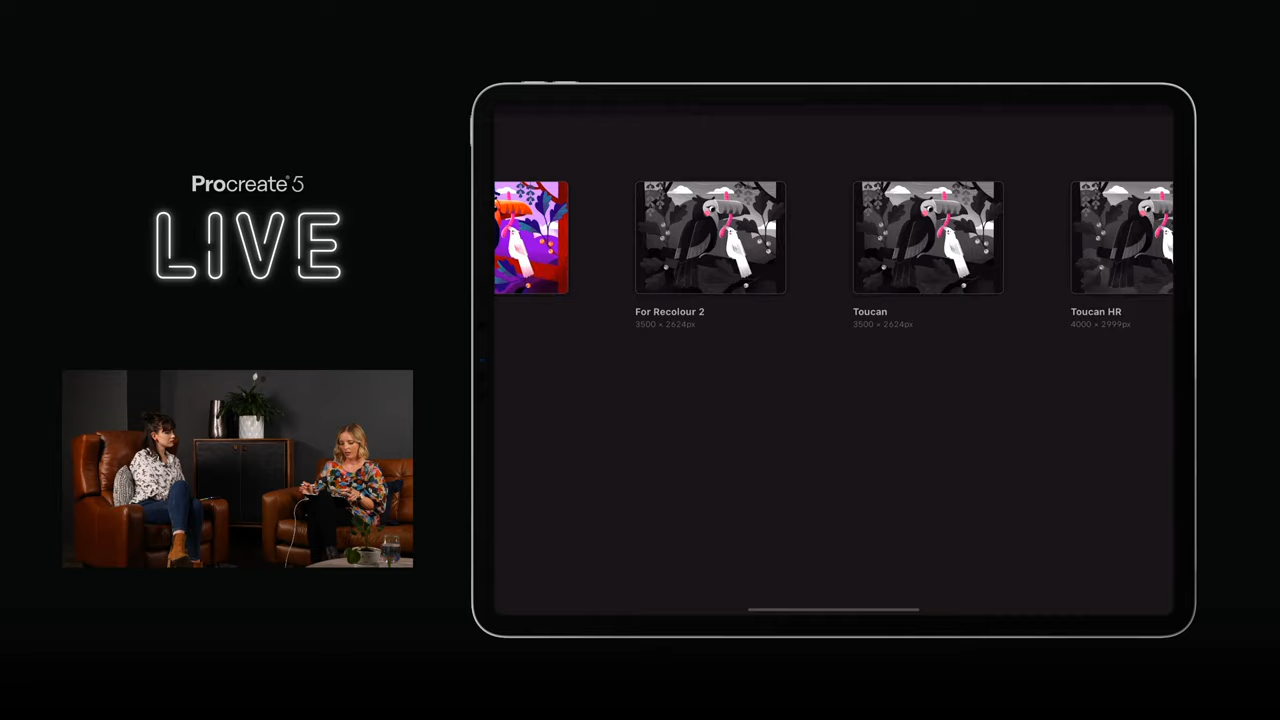 Procreate® 5
LIVE
For Recolour 2
3500 × 2624px
Toucan
3500 × 2624px
Toucan HR
4000 × 2999px